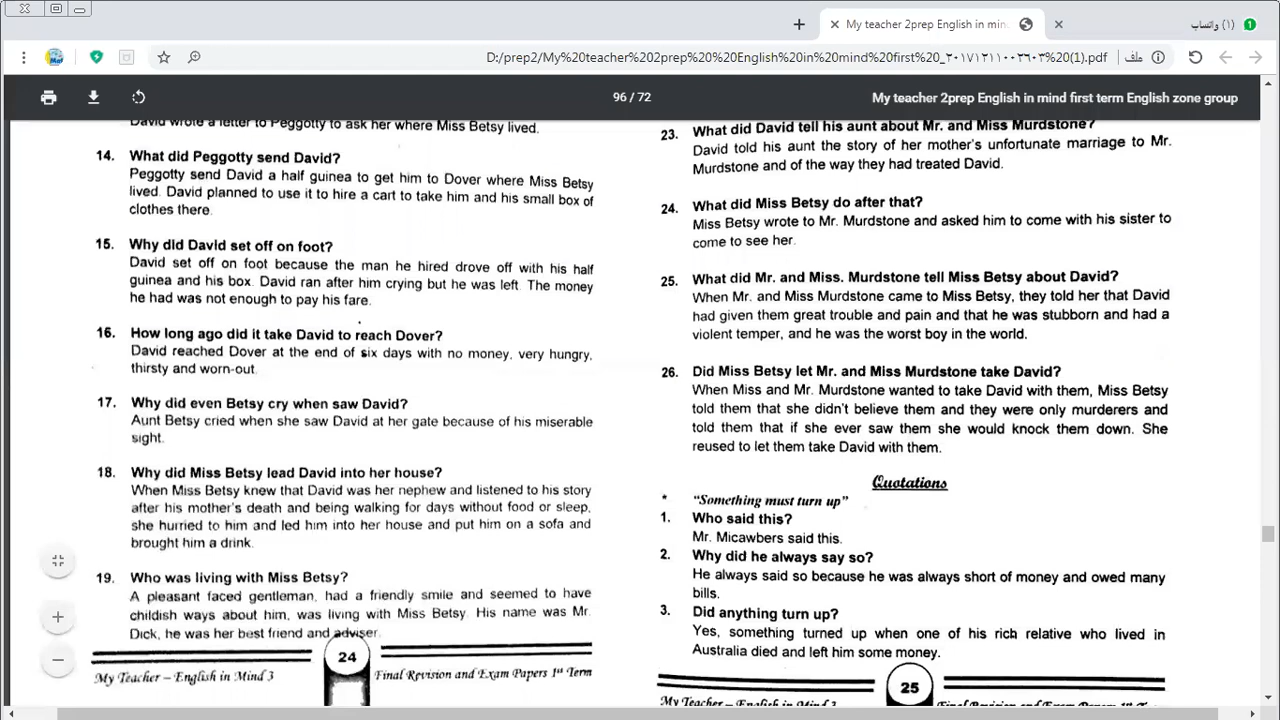 My teacher 2prep English in min
(١) واتساب
1
D:/prep2/My%20teacher%202prep%20%20English%20in%20mind%20first%20_٢٠١٧١٢١١٠٠٢٦٠٣%20(1).pdf
ملف
96 / 72
My teacher 2prep English in mind first term English zone group
David wrote a letter to Peggotty to ask her where Miss Betsy lived.
14. What did Peggotty send David?
Peggotty send David a half guinea to get him to Dover where Miss Betsy
lived. David planned to use it to hire a cart to take him and his small box of
clothes there.
15. Why did David set off on foot?
David set off on foot because the man he hired drove off with his half
guinea and his box. David ran after him crying but he was left. The money
he had was not enough to pay his fare.
16. How long ago did it take David to reach Dover?
David reached Dover at the end of six days with no money, very hungry,
thirsty and worn-out.
17. Why did even Betsy cry when saw David?
Aunt Betsy cried when she saw David at her gate because of his miserable
sight.
18. Why did Miss Betsy lead David into her house?
When Miss Betsy knew that David was her nephew and listened to his story
after his mother's death and being walking for days without food or sleep,
she hurried to him and led him into her house and put him on a sofa and
brought him a drink.
19. Who was living with Miss Betsy?
A pleasant faced gentleman, had a friendly smile and seemed to have
childish ways about him, was living with Miss Betsy. His name was Mr.
Dick, he was her best friend and adviser.
24
My Teacher – English in Mind 3
Final Revision and Exam Papers 1st Term
23. What did David tell his aunt about Mr. and Miss Murdstone?
David told his aunt the story of her mother's unfortunate marriage to Mr.
Murdstone and of the way they had treated David.
24. What did Miss Betsy do after that?
Miss Betsy wrote to Mr. Murdstone and asked him to come with his sister to
come to see her.
25. What did Mr. and Miss. Murdstone tell Miss Betsy about David?
When Mr. and Miss Murdstone came to Miss Betsy, they told her that David
had given them great trouble and pain and that he was stubborn and had a
violent temper, and he was the worst boy in the world.
26. Did Miss Betsy let Mr. and Miss Murdstone take David?
When Miss and Mr. Murdstone wanted to take David with them, Miss Betsy
told them that she didn't believe them and they were only murderers and
told them that if she ever saw them she would knock them down. She
reused to let them take David with them.
Quotations
* "Something must turn up"
1. Who said this?
Mr. Micawbers said this.
2. Why did he always say so?
He always said so because he was always short of money and owed many
bills.
3. Did anything turn up?
Yes, something turned up when one of his rich relative who lived in
Australia died and left him some money.
25
My Teacher – English in Mind 3
Final Revision and Exam Papers 1st Term